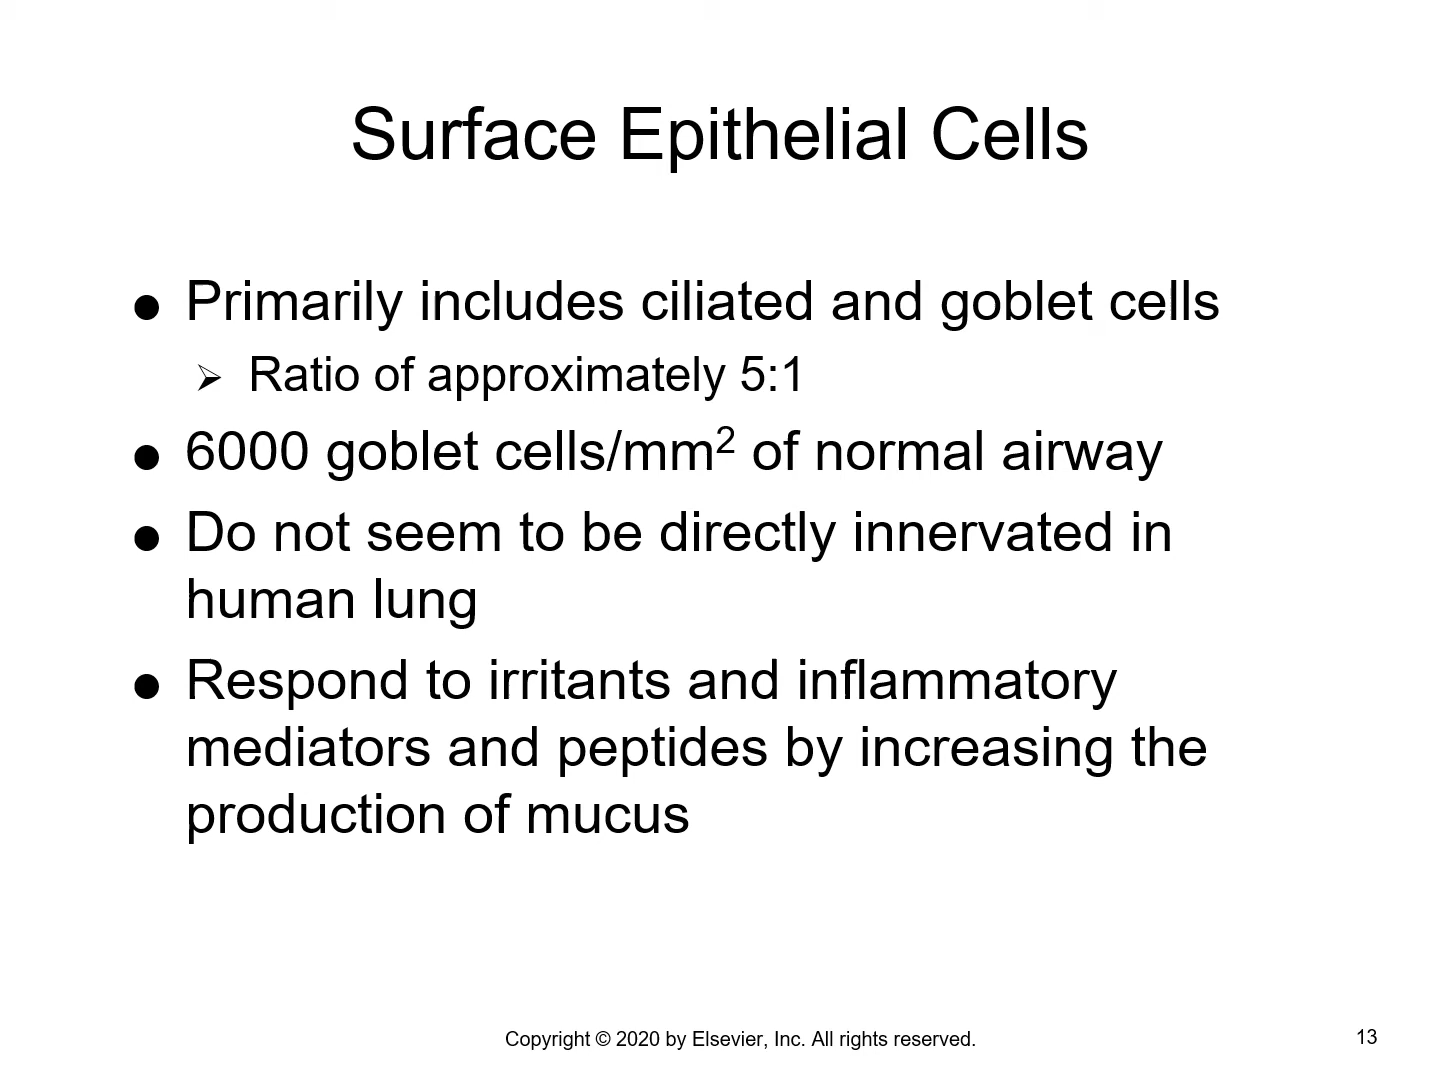 Surface Epithelial Cells
● Primarily includes ciliated and goblet cells
➢ Ratio of approximately 5:1
● 6000 goblet cells/mm² of normal airway
● Do not seem to be directly innervated in
human lung
● Respond to irritants and inflammatory
mediators and peptides by increasing the
production of mucus
Copyright © 2020 by Elsevier, Inc. All rights reserved.
13